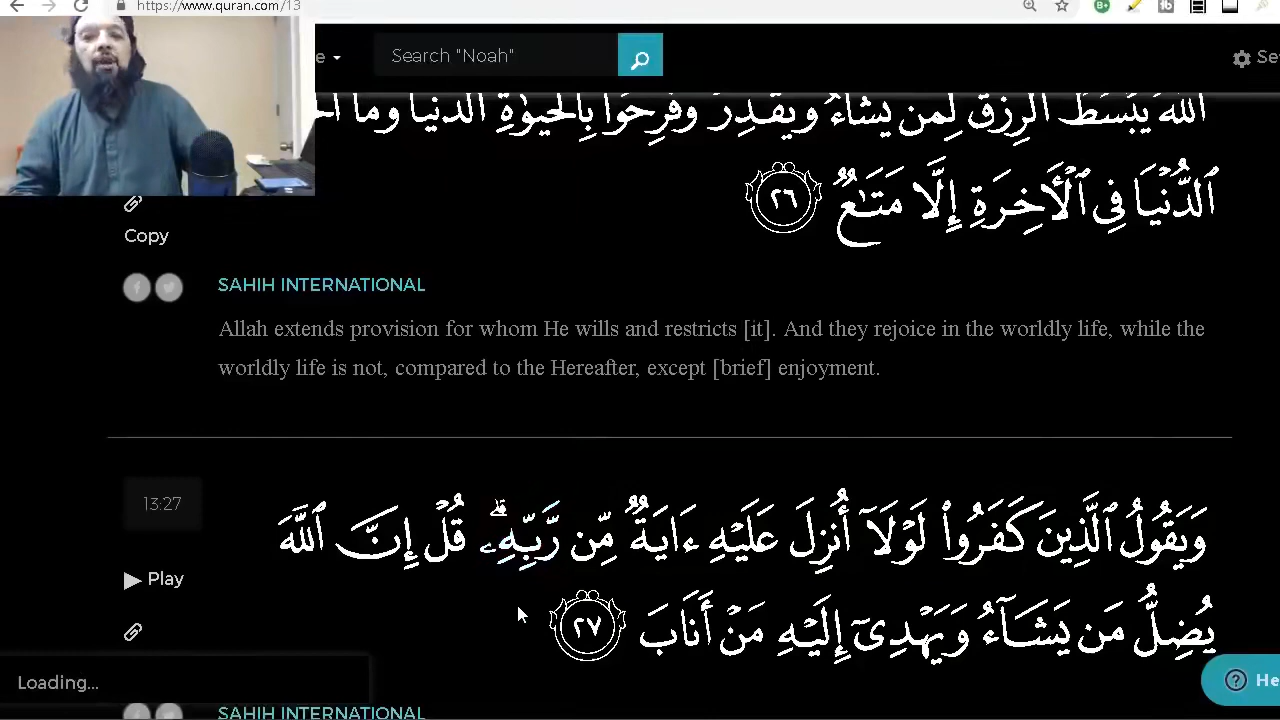 https://www.quran.com/13
e
Search "Noah"
Se
ٱللَّهُ يَبْسُطُ ٱلرِّزْقَ لِمَن يَشَآءُ وَيَقْدِرُ وَفَرِحُوا۟ بِٱلْحَيَوٰةِ ٱلدُّنْيَا وَمَا
ٱلدُّنْيَا فِى ٱلْـَٔاخِرَةِ إِلَّا مَتَـٰعٌ ٢٦
Copy
SAHIH INTERNATIONAL
Allah extends provision for whom He wills and restricts [it]. And they rejoice in the worldly life, while the
worldly life is not, compared to the Hereafter, except [brief] enjoyment.
13:27
وَيَقُولُ ٱلَّذِينَ كَفَرُوا۟ لَوْلَآ أُنزِلَ عَلَيْهِ ءَايَةٌ مِّن رَّبِّهِۦ ۗ قُلْ إِنَّ ٱللَّهَ
يُضِلُّ مَن يَشَآءُ وَيَهْدِىٓ إِلَيْهِ مَنْ أَنَابَ ٢٧
Play
Loading...
He
SAHIH INTERNATIONAL